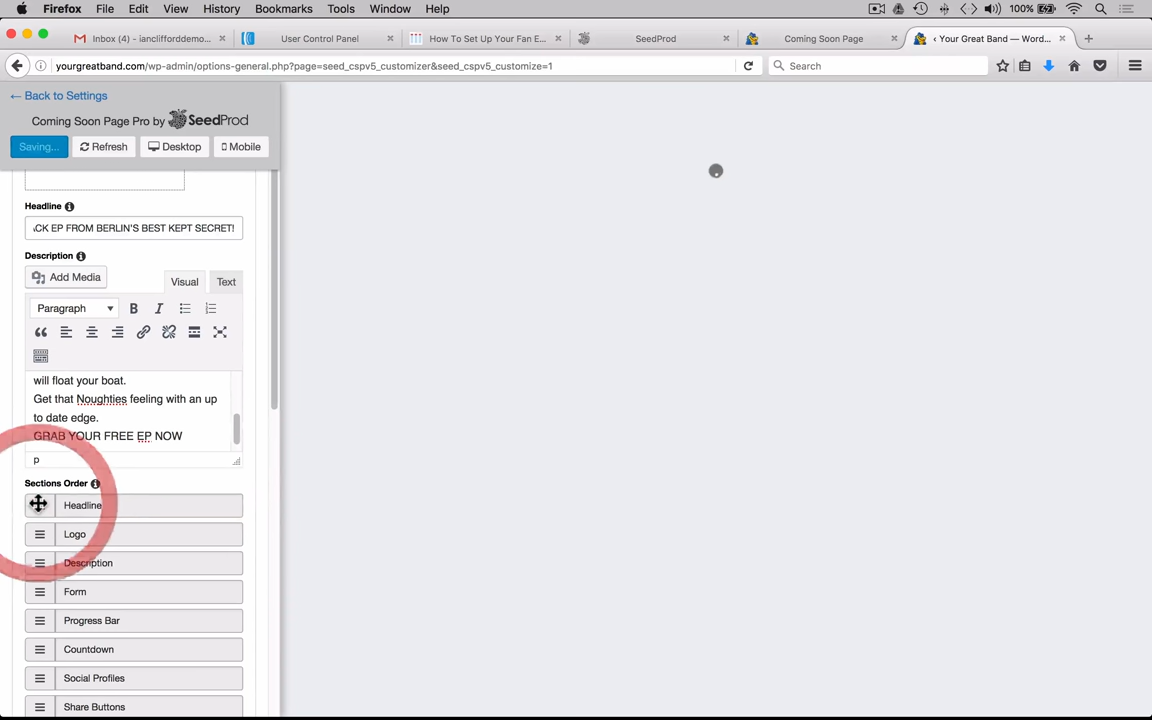 Firefox File Edit View History Bookmarks Tools Window Help 100%
Inbox (4) - ianclifforddemo... User Control Panel How To Set Up Your Fan E... SeedProd Coming Soon Page ‹ Your Great Band — Word...
yourgreatband.com/wp-admin/options-general.php?page=seed_cspv5_customizer&seed_cspv5_customize=1 Search
← Back to Settings
Coming Soon Page Pro by SeedProd
Saving... Refresh Desktop Mobile
Headline
CK EP FROM BERLIN'S BEST KEPT SECRET!
Description
Add Media Visual Text
Paragraph B I
will float your boat.
Get that Noughties feeling with an up
to date edge.
GRAB YOUR FREE EP NOW
p
Sections Order
Headline
Logo
Description
Form
Progress Bar
Countdown
Social Profiles
Share Buttons